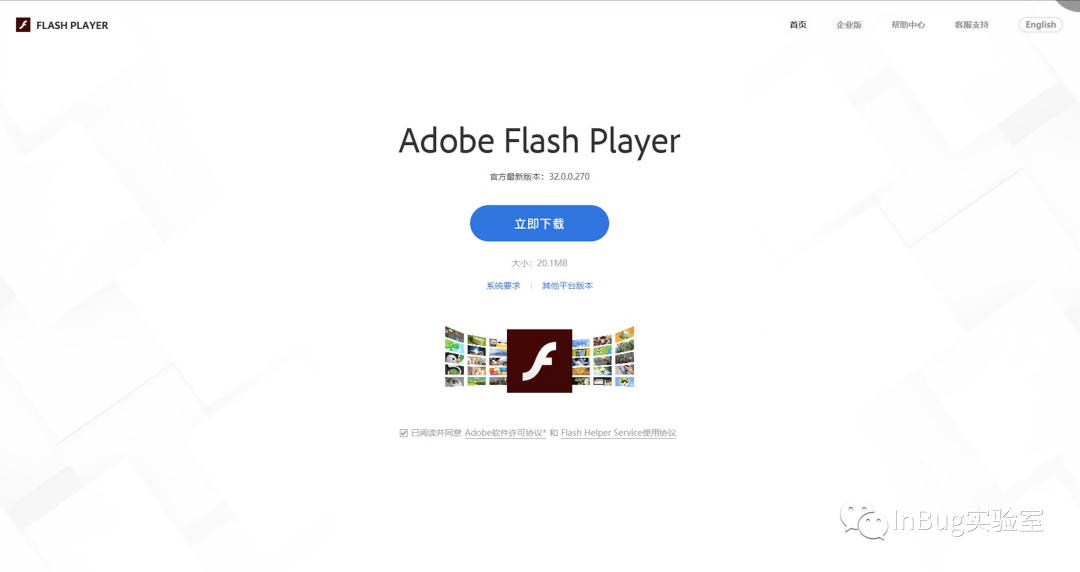 FLASH PLAYER
首页 企业版 帮助中心 客服支持 English
Adobe Flash Player
官方最新版本：32.0.0.270
立即下载
大小：20.1MB
系统要求 | 其他平台版本
已阅读并同意 Adobe软件许可协议* 和 Flash Helper Service使用协议
InBug实验室